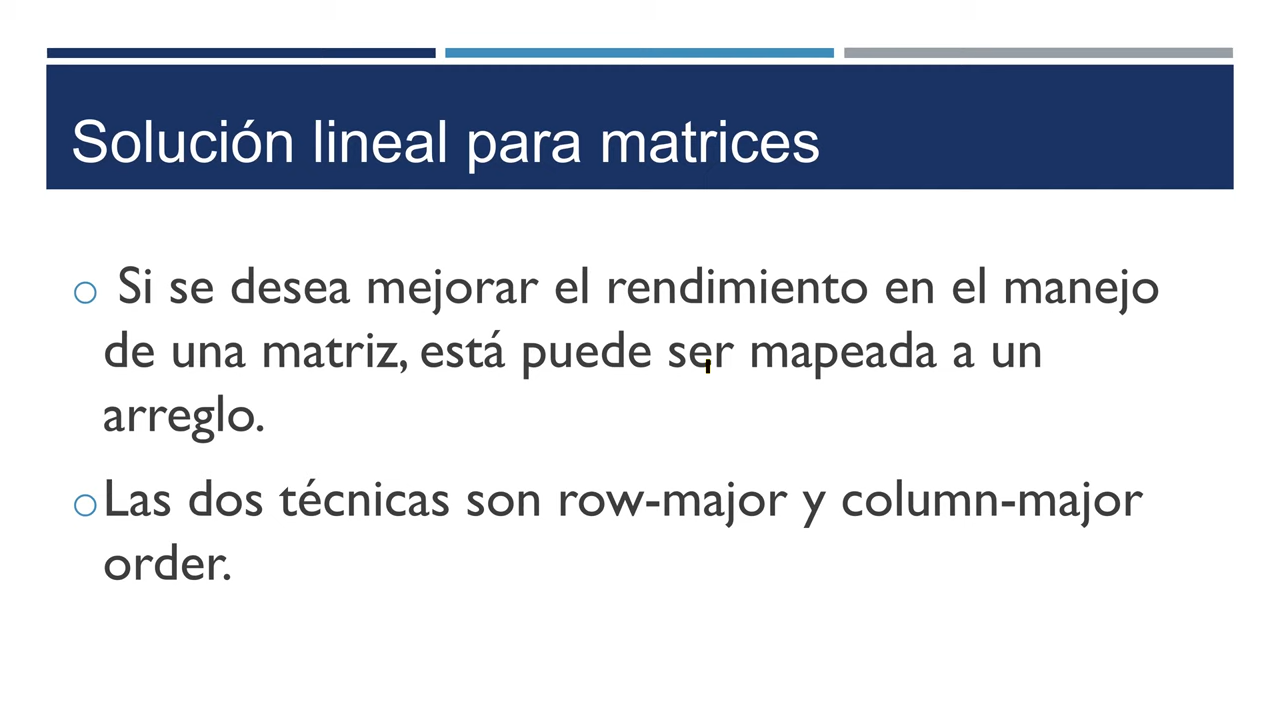 Solución lineal para matrices
Si se desea mejorar el rendimiento en el manejo
de una matriz, está puede ser mapeada a un
arreglo.
Las dos técnicas son row-major y column-major
order.